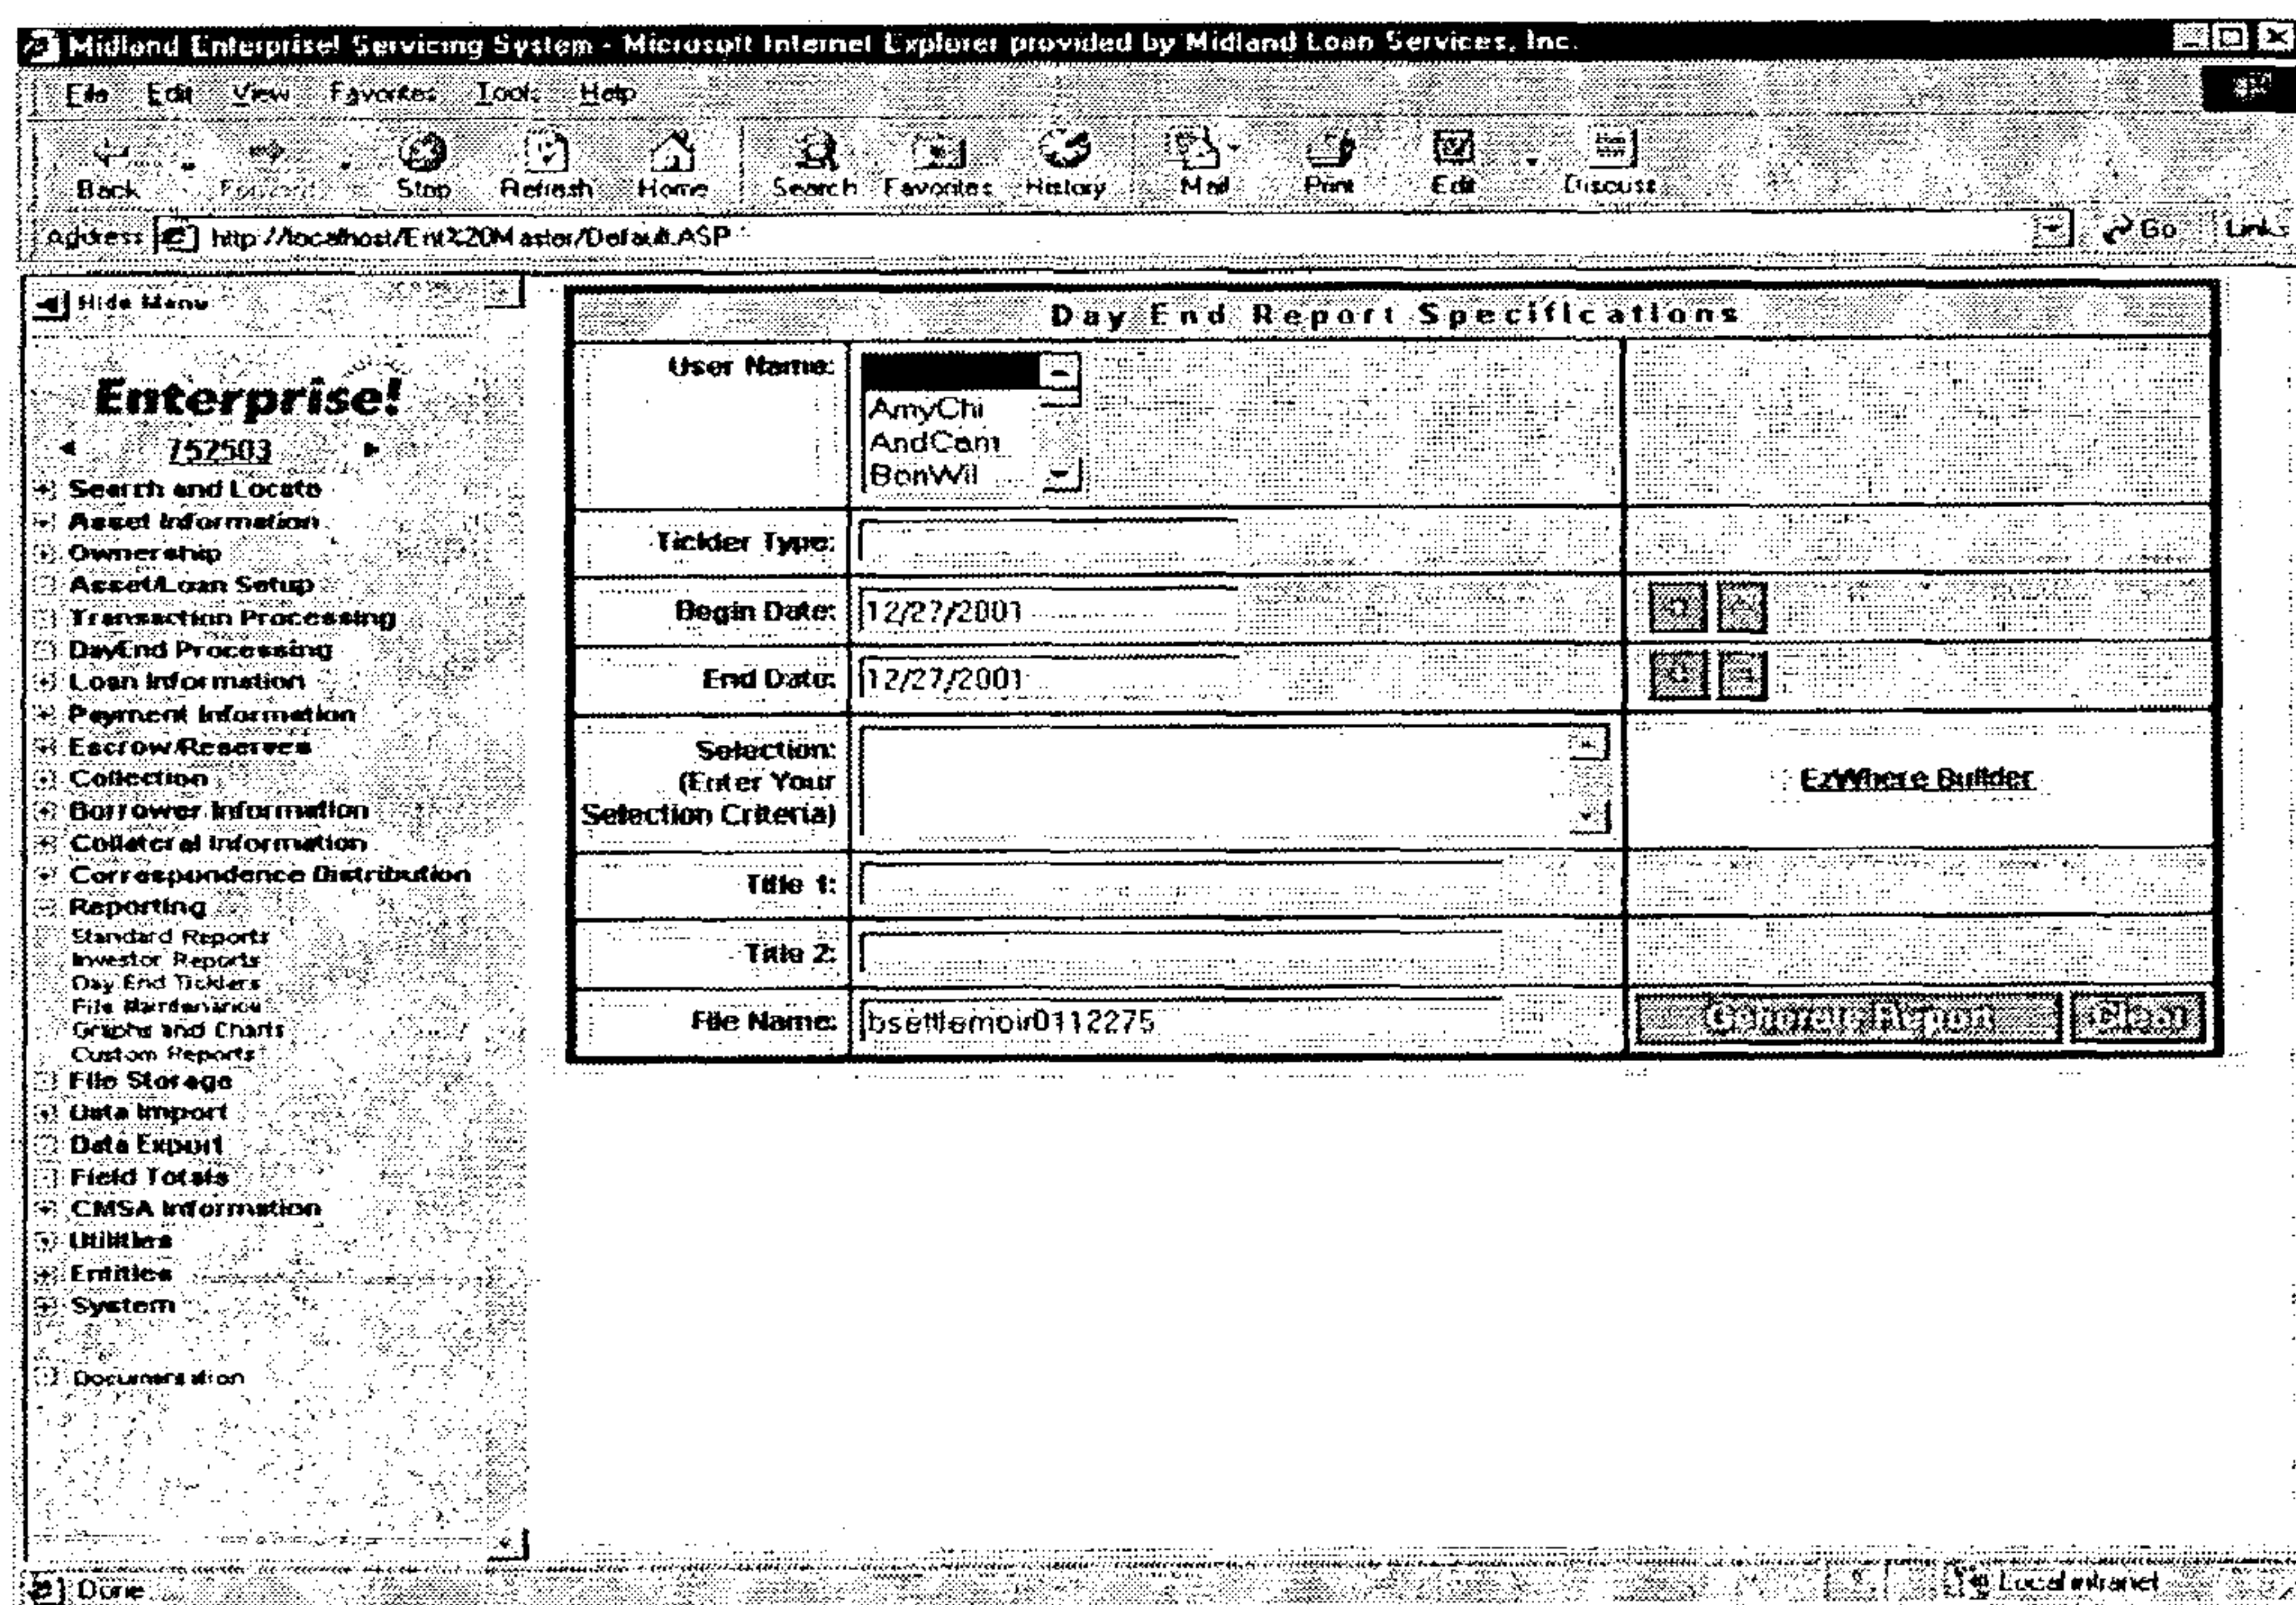 Midland Enterprise! Servicing System - Microsoft Internet Explorer provided by Midland Loan Services, Inc.
File Edit View Favorites Tools Help
Back Forward Stop Refresh Home Search Favorites History Mail Print Edit Discuss
Address http://localhost/Ent%20Master/Default.ASP Go Links
Hide Menu
Enterprise!
752503
Search and Locate
Asset Information
Ownership
Asset/Loan Setup
Transaction Processing
DayEnd Processing
Loan Information
Payment Information
Escrow/Reserves
Collection
Borrower Information
Collateral Information
Correspondence Distribution
Reporting
Standard Reports
Investor Reports
Day End Ticklers
File Maintenance
Graphs and Charts
Custom Reports
File Storage
Data Import
Data Export
Field Totals
CMSA Information
Utilities
Entities
System
Documentation
Day End Report Specifications
User Name:
AmyChi
AndCam
BonWil
Tickler Type:
Begin Date: 12/27/2001
End Date: 12/27/2001
Selection:
(Enter Your
Selection Criteria)
EzWhere Builder
Title 1:
Title 2:
File Name: bsettlemoir0112275
Generate Report Clear
Done Local intranet